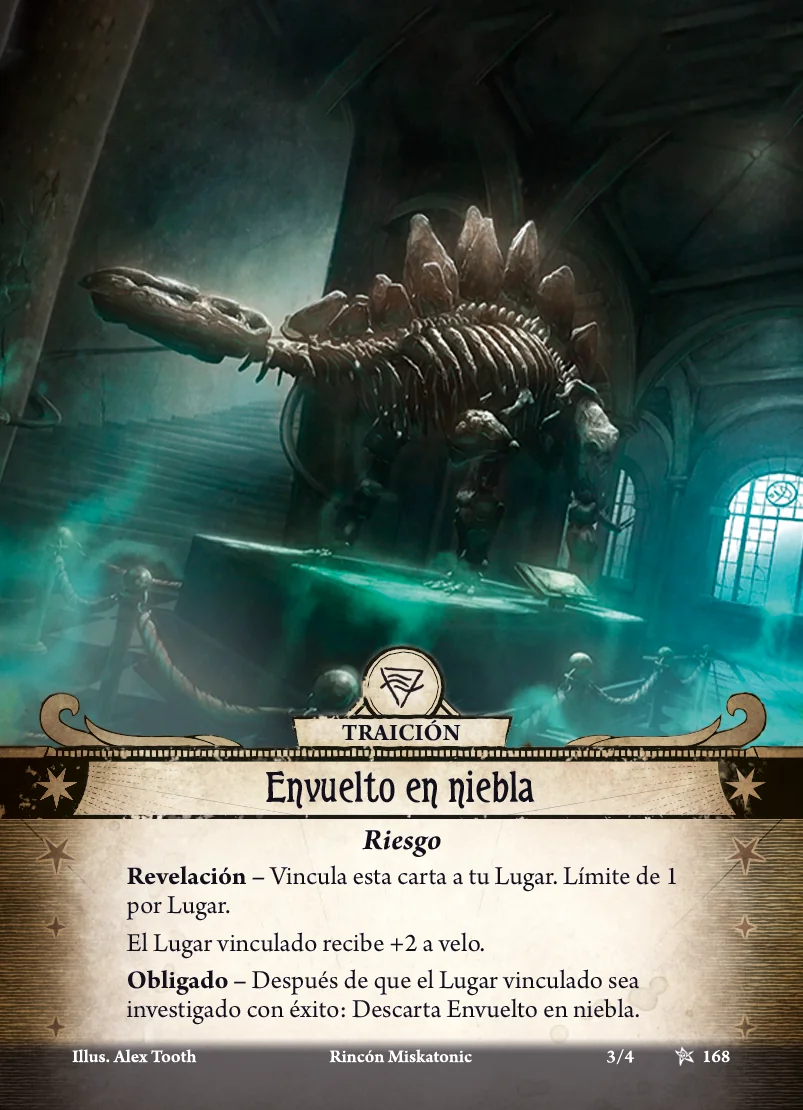 TRAICIÓN
Envuelto en niebla
Riesgo
Revelación – Vincula esta carta a tu Lugar. Límite de 1
por Lugar.
El Lugar vinculado recibe +2 a velo.
Obligado – Después de que el Lugar vinculado sea
investigado con éxito: Descarta Envuelto en niebla.
Illus. Alex Tooth Rincón Miskatonic 3/4 168